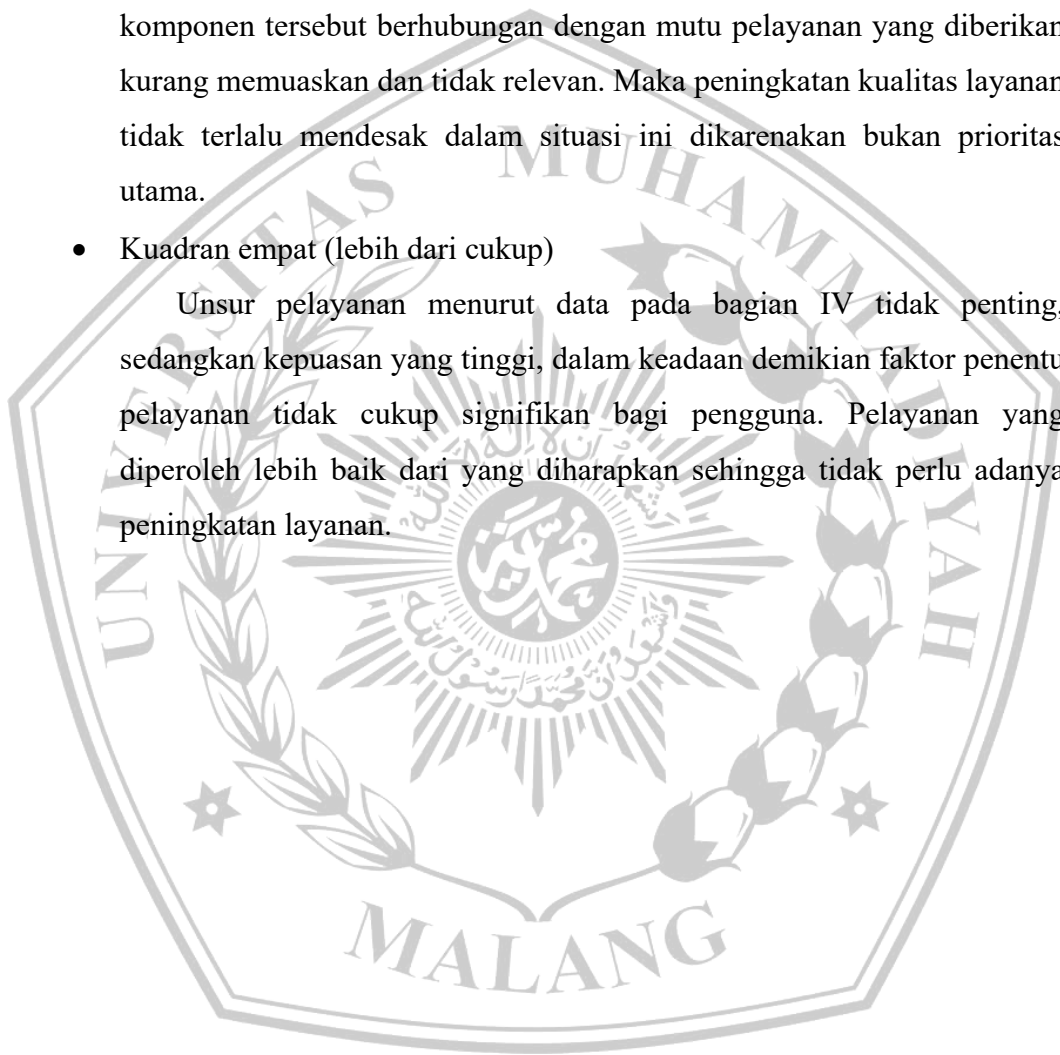 komponen tersebut berhubungan dengan mutu pelayanan yang diberikan
kurang memuaskan dan tidak relevan. Maka peningkatan kualitas layanan
tidak terlalu mendesak dalam situasi ini dikarenakan bukan prioritas
utama.
• Kuadran empat (lebih dari cukup)
Unsur pelayanan menurut data pada bagian IV tidak penting,
sedangkan kepuasan yang tinggi, dalam keadaan demikian faktor penentu
pelayanan tidak cukup signifikan bagi pengguna. Pelayanan yang
diperoleh lebih baik dari yang diharapkan sehingga tidak perlu adanya
peningkatan layanan.
UNIVERSITAS MUHAMMADIYAH
MALANG